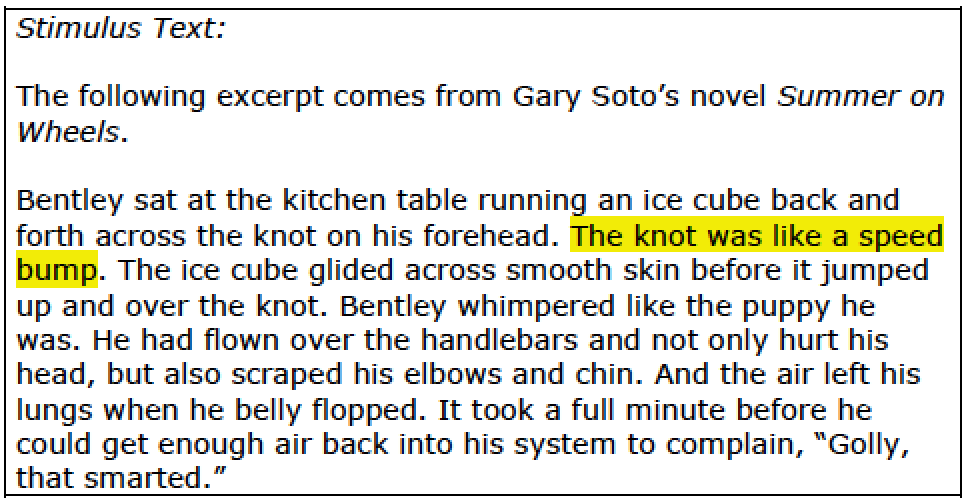 Stimulus Text:
The following excerpt comes from Gary Soto’s novel Summer on
Wheels.
Bentley sat at the kitchen table running an ice cube back and
forth across the knot on his forehead. The knot was like a speed
bump. The ice cube glided across smooth skin before it jumped
up and over the knot. Bentley whimpered like the puppy he
was. He had flown over the handlebars and not only hurt his
head, but also scraped his elbows and chin. And the air left his
lungs when he belly flopped. It took a full minute before he
could get enough air back into his system to complain, “Golly,
that smarted.”